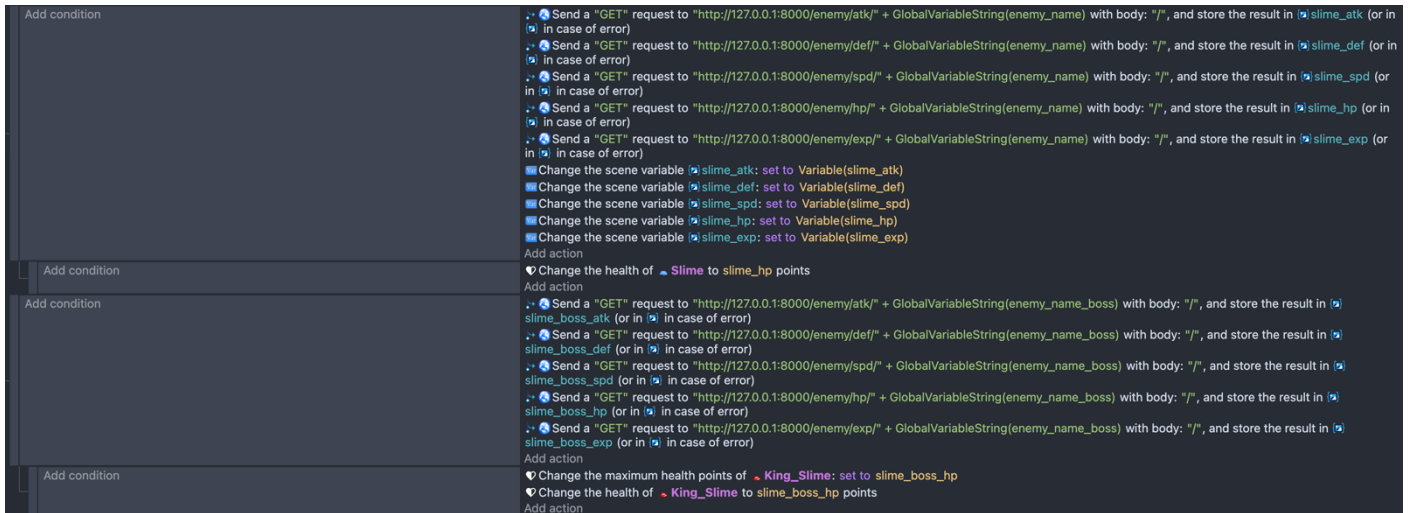 Add condition
Send a "GET" request to "http://127.0.0.1:8000/enemy/atk/" + GlobalVariableString(enemy_name) with body: "/", and store the result in slime_atk (or in
in case of error)
Send a "GET" request to "http://127.0.0.1:8000/enemy/def/" + GlobalVariableString(enemy_name) with body: "/", and store the result in slime_def (or in
in case of error)
Send a "GET" request to "http://127.0.0.1:8000/enemy/spd/" + GlobalVariableString(enemy_name) with body: "/", and store the result in slime_spd (or
in in case of error)
Send a "GET" request to "http://127.0.0.1:8000/enemy/hp/" + GlobalVariableString(enemy_name) with body: "/", and store the result in slime_hp (or in
in case of error)
Send a "GET" request to "http://127.0.0.1:8000/enemy/exp/" + GlobalVariableString(enemy_name) with body: "/", and store the result in slime_exp (or
in in case of error)
Change the scene variable slime_atk: set to Variable(slime_atk)
Change the scene variable slime_def: set to Variable(slime_def)
Change the scene variable slime_spd: set to Variable(slime_spd)
Change the scene variable slime_hp: set to Variable(slime_hp)
Change the scene variable slime_exp: set to Variable(slime_exp)
Add action
Add condition
Change the health of Slime to slime_hp points
Add action
Add condition
Send a "GET" request to "http://127.0.0.1:8000/enemy/atk/" + GlobalVariableString(enemy_name_boss) with body: "/", and store the result in
slime_boss_atk (or in in case of error)
Send a "GET" request to "http://127.0.0.1:8000/enemy/def/" + GlobalVariableString(enemy_name_boss) with body: "/", and store the result in
slime_boss_def (or in in case of error)
Send a "GET" request to "http://127.0.0.1:8000/enemy/spd/" + GlobalVariableString(enemy_name_boss) with body: "/", and store the result in
slime_boss_spd (or in in case of error)
Send a "GET" request to "http://127.0.0.1:8000/enemy/hp/" + GlobalVariableString(enemy_name_boss) with body: "/", and store the result in
slime_boss_hp (or in in case of error)
Send a "GET" request to "http://127.0.0.1:8000/enemy/exp/" + GlobalVariableString(enemy_name_boss) with body: "/", and store the result in
slime_boss_exp (or in in case of error)
Add action
Add condition
Change the maximum health points of King_Slime: set to slime_boss_hp
Change the health of King_Slime to slime_boss_hp points
Add action